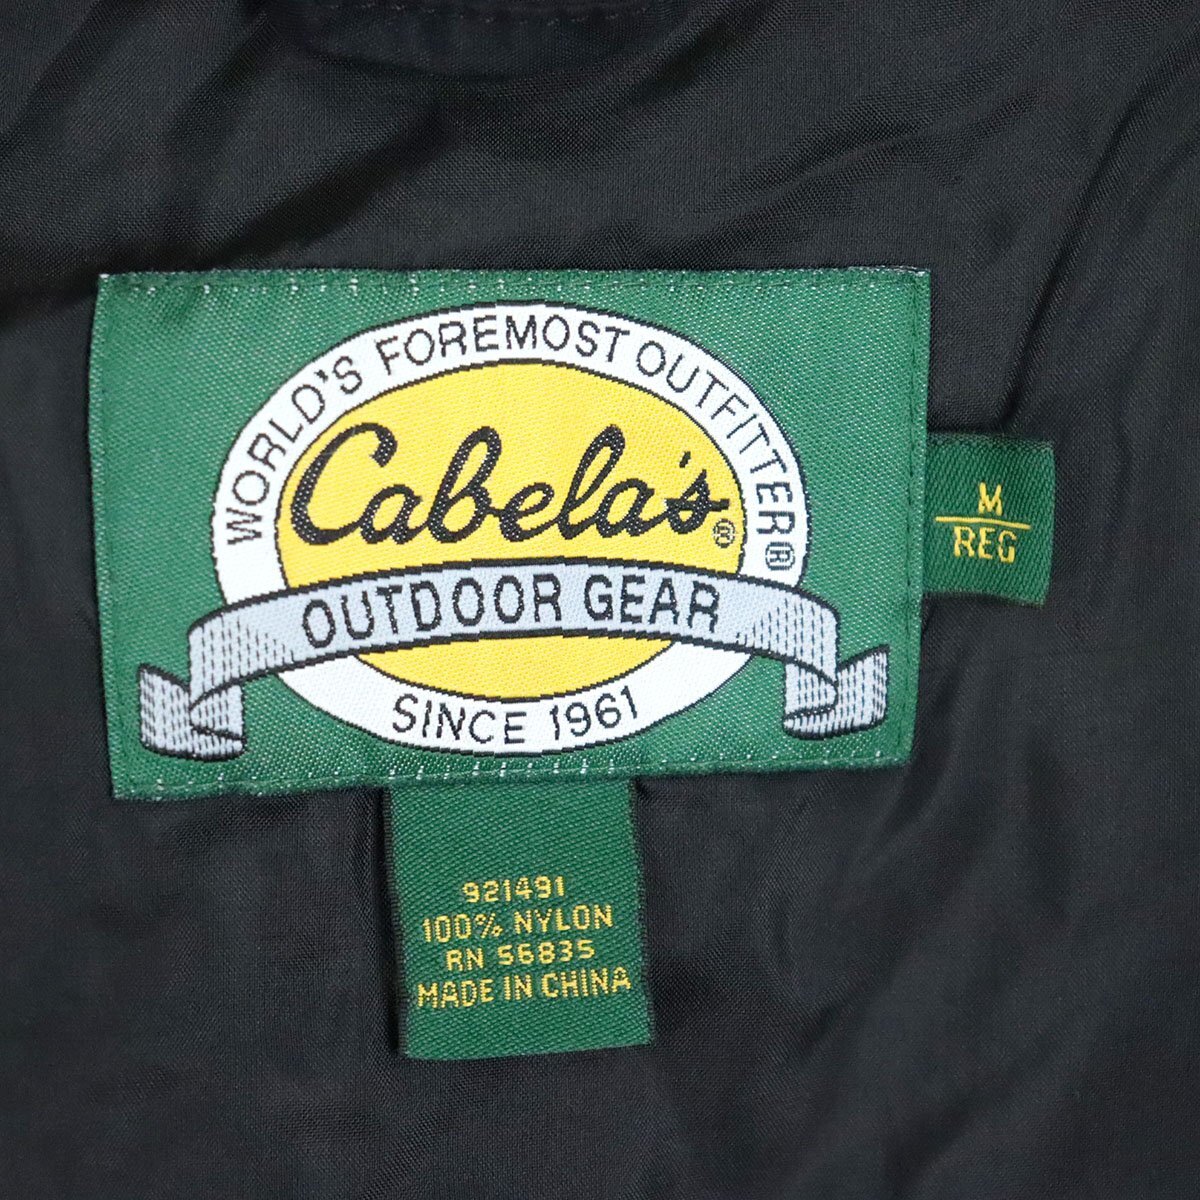 WORLD'S FOREMOST OUTFITTER®
Cabela's®
OUTDOOR GEAR
SINCE 1961
M
REG
921491
100% NYLON
RN 56835
MADE IN CHINA